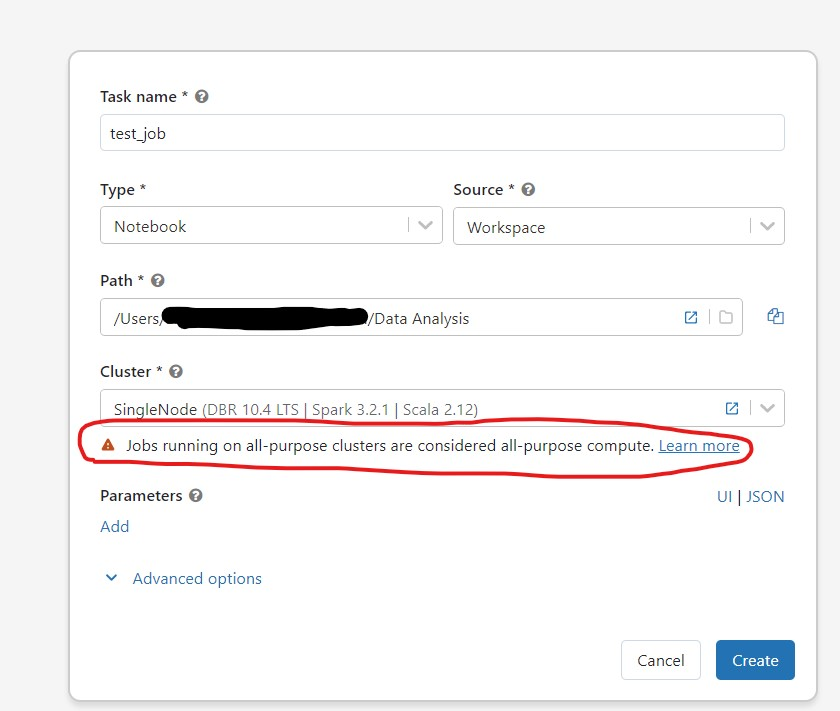 Task name *
test_job
Type * Source *
Notebook Workspace
Path *
/Users/ /Data Analysis
Cluster *
SingleNode (DBR 10.4 LTS | Spark 3.2.1 | Scala 2.12)
Jobs running on all-purpose clusters are considered all-purpose compute. Learn more
Parameters UI | JSON
Add
Advanced options
Cancel Create